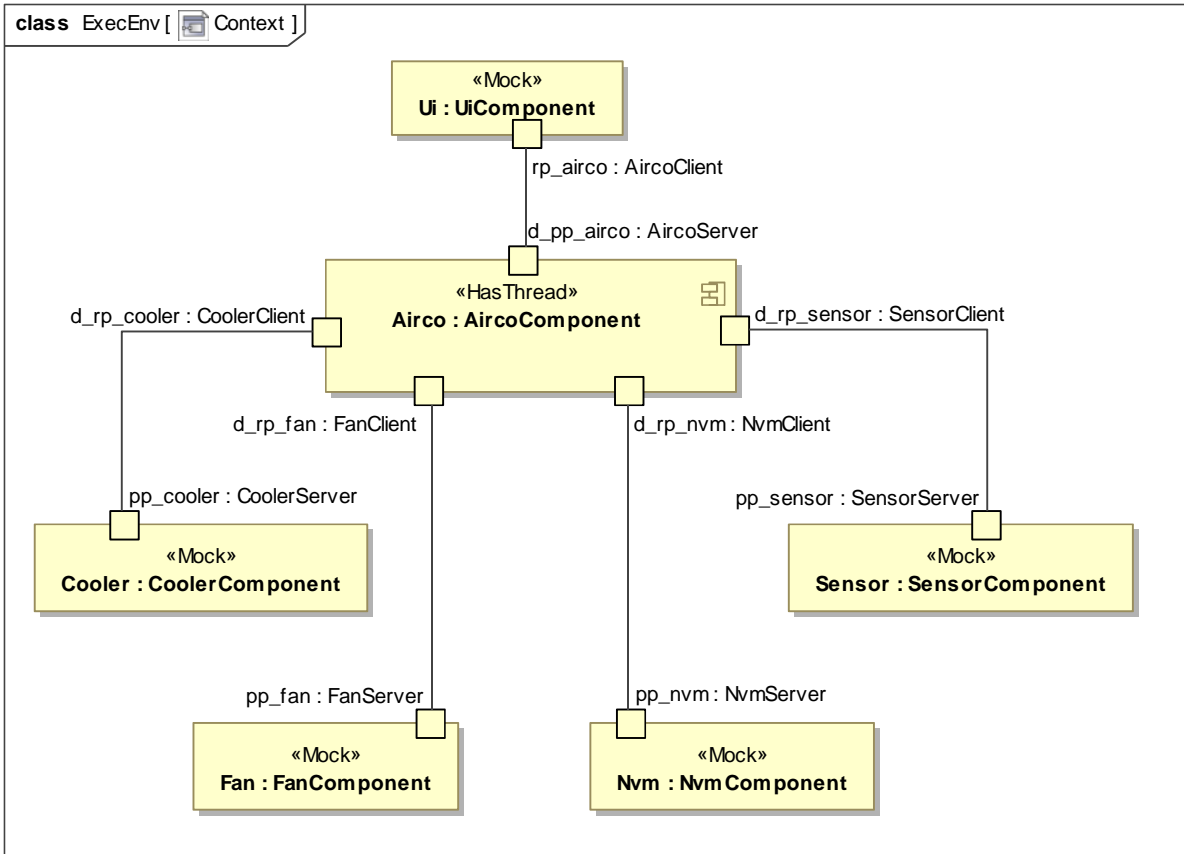 class ExecEnv [ Context ]
«Mock»
Ui : UiComponent
rp_airco : AircoClient
d_pp_airco : AircoServer
«HasThread»
Airco : AircoComponent
d_rp_cooler : CoolerClient
d_rp_sensor : SensorClient
d_rp_fan : FanClient
d_rp_nvm : NvmClient
pp_cooler : CoolerServer
pp_sensor : SensorServer
«Mock»
Cooler : CoolerComponent
«Mock»
Sensor : SensorComponent
pp_fan : FanServer
pp_nvm : NvmServer
«Mock»
Fan : FanComponent
«Mock»
Nvm : NvmComponent